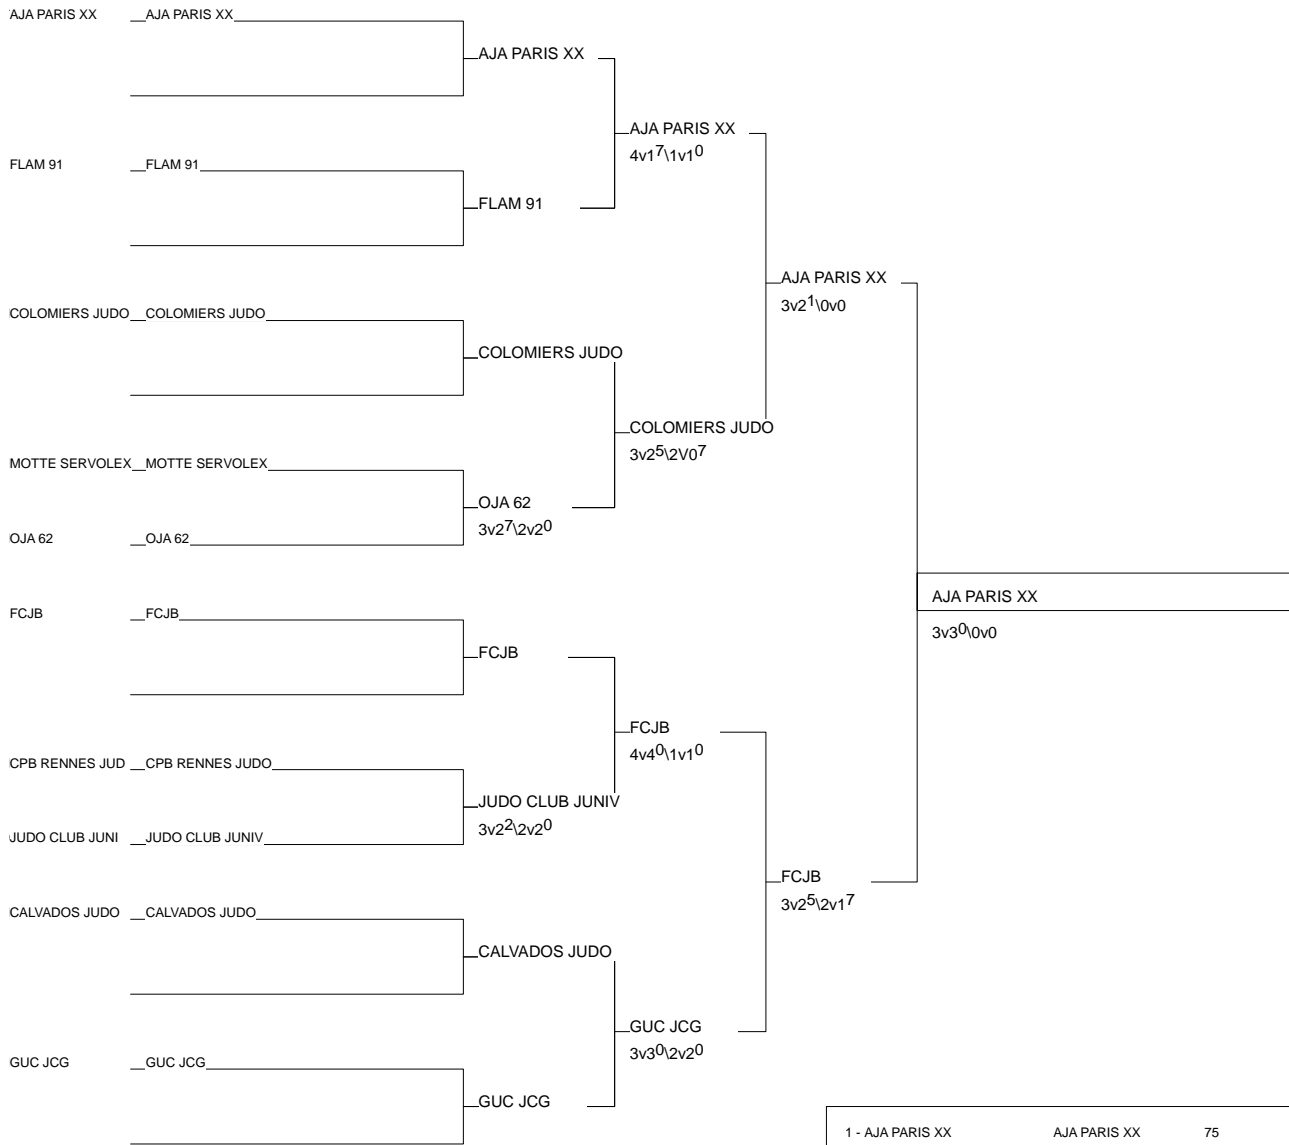 AJA PARIS XX AJA PARIS XX
AJA PARIS XX
AJA PARIS XX
4v1⁷\1v1⁰
FLAM 91 FLAM 91
FLAM 91
AJA PARIS XX
3v2¹\0v0
COLOMIERS JUDO COLOMIERS JUDO
COLOMIERS JUDO
COLOMIERS JUDO
3v2⁵\2V0⁷
MOTTE SERVOLEX MOTTE SERVOLEX
OJA 62
3v2⁷\2v2⁰
OJA 62 OJA 62
AJA PARIS XX
3v3⁰\0v0
FCJB FCJB
FCJB
FCJB
4v4⁰\1v1⁰
CPB RENNES JUD CPB RENNES JUDO
JUDO CLUB JUNIV
3v2²\2v2⁰
JUDO CLUB JUNI JUDO CLUB JUNIV
FCJB
3v2⁵\2v1⁷
CALVADOS JUDO CALVADOS JUDO
CALVADOS JUDO
GUC JCG
3v3⁰\2v2⁰
GUC JCG GUC JCG
GUC JCG
1 - AJA PARIS XX AJA PARIS XX 75